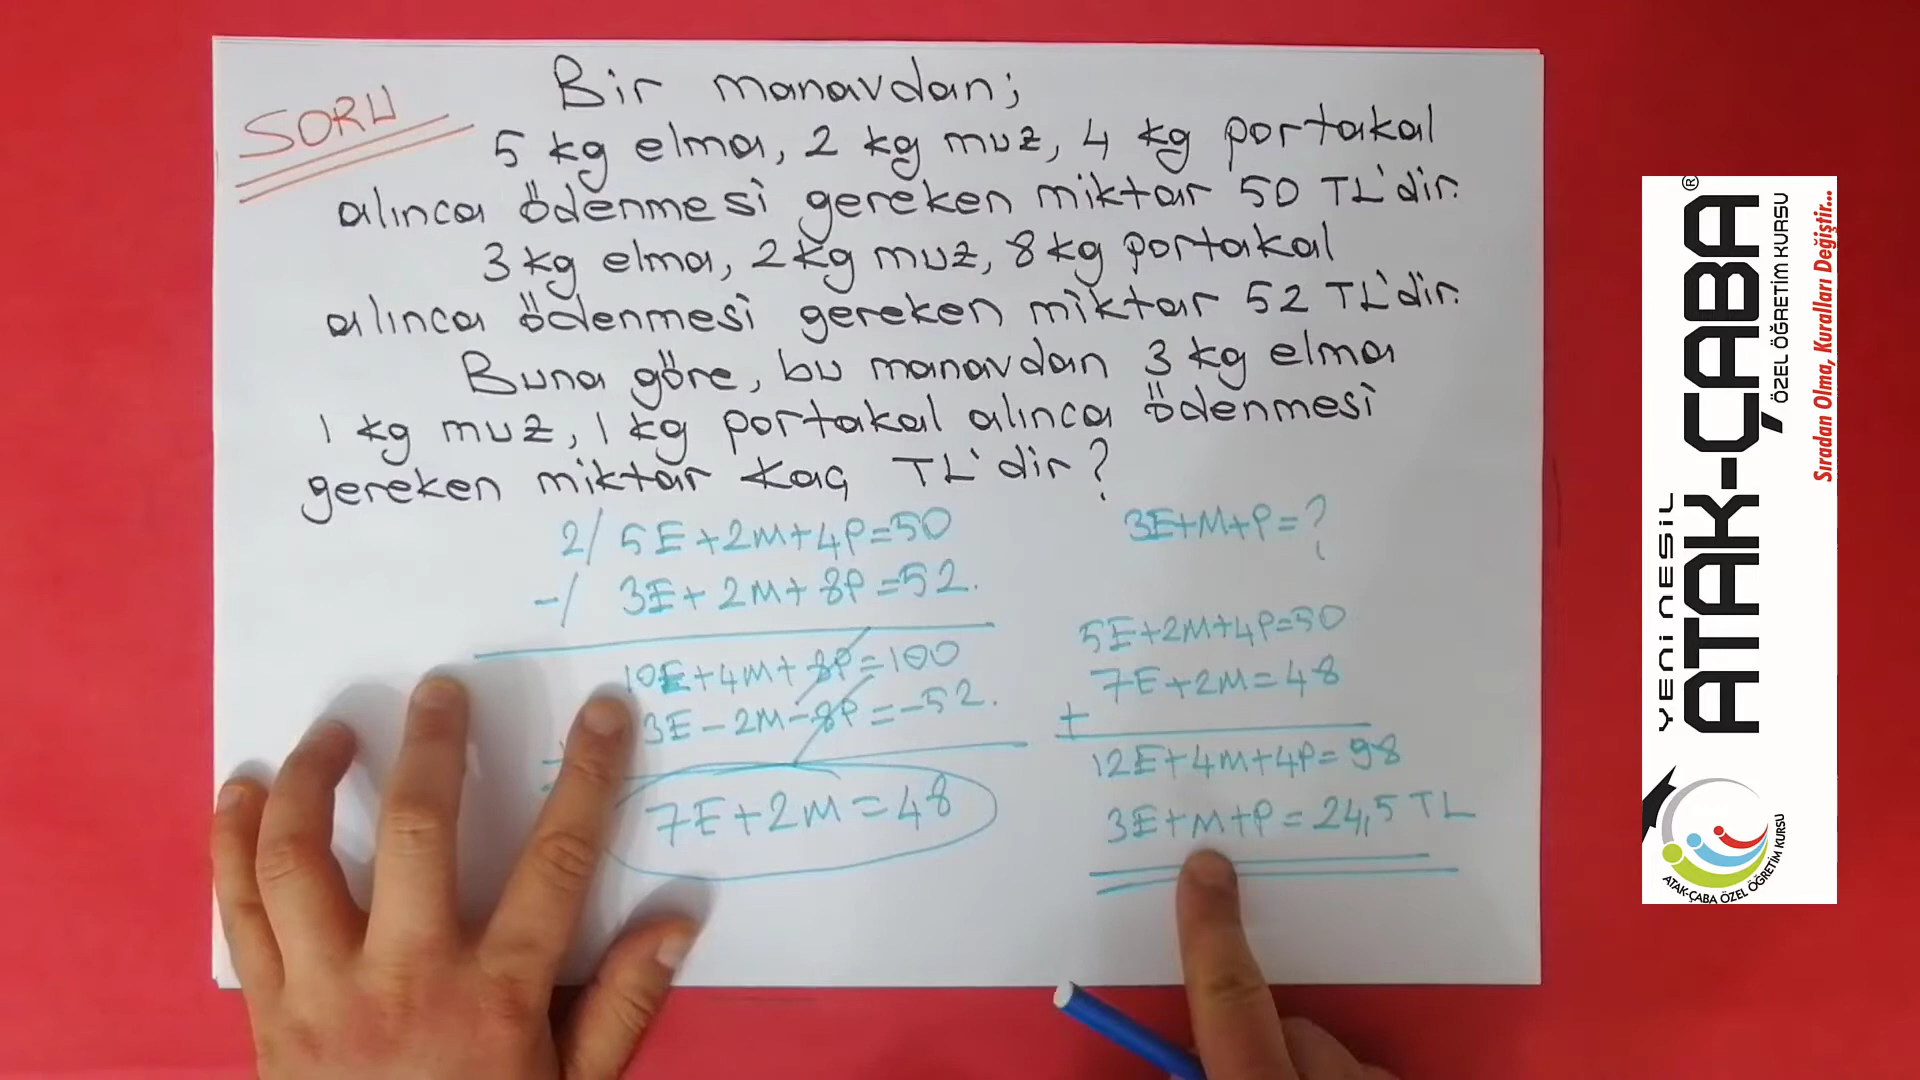 SORU
Bir manavdan;
5 kg elma, 2 kg muz, 4 kg portakal
alınca ödenmesi gereken miktar 50 TL'dir.
3 kg elma, 2 kg muz, 8 kg portakal
alınca ödenmesi gereken miktar 52 TL'dir.
Buna göre, bu manavdan 3 kg elma
1 kg muz, 1 kg portakal alınca ödenmesi
gereken miktar kaç TL'dir?
2/ 5E+2M+4P=50
-/ 3E+2M+8P=52.
10E+4M+8P=100
3E-2M-8P=-52.
+
7E+2M=48
3E+M+P=?
5E+2M+4P=50
7E+2M=48
+
12E+4M+4P=98
3E+M+P=24,5 TL
YENİ NESİL
ATAK-ÇABA®
ÖZEL ÖĞRETİM KURSU
Sıradan Olma, Kuralları Değiştir...
ATAK-ÇABA ÖZEL ÖĞRETİM KURSU